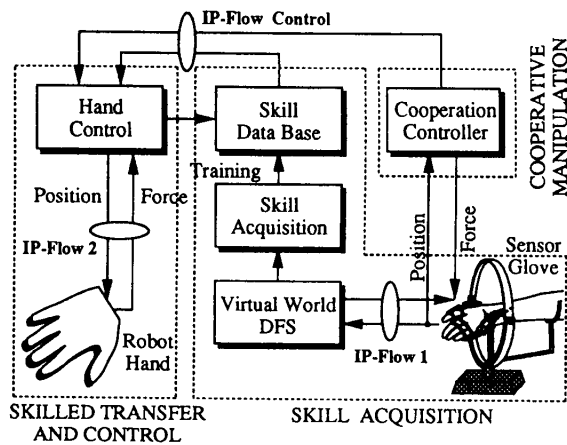 IP-Flow Control
Hand
Control
Skill
Data Base
Cooperation
Controller
COOPERATIVE
MANIPULATION
Training
Position
Force
Skill
Acquisition
IP-Flow 2
Position
Force
Sensor
Glove
Virtual World
DFS
Robot
Hand
IP-Flow 1
SKILLED TRANSFER
AND CONTROL
SKILL ACQUISITION